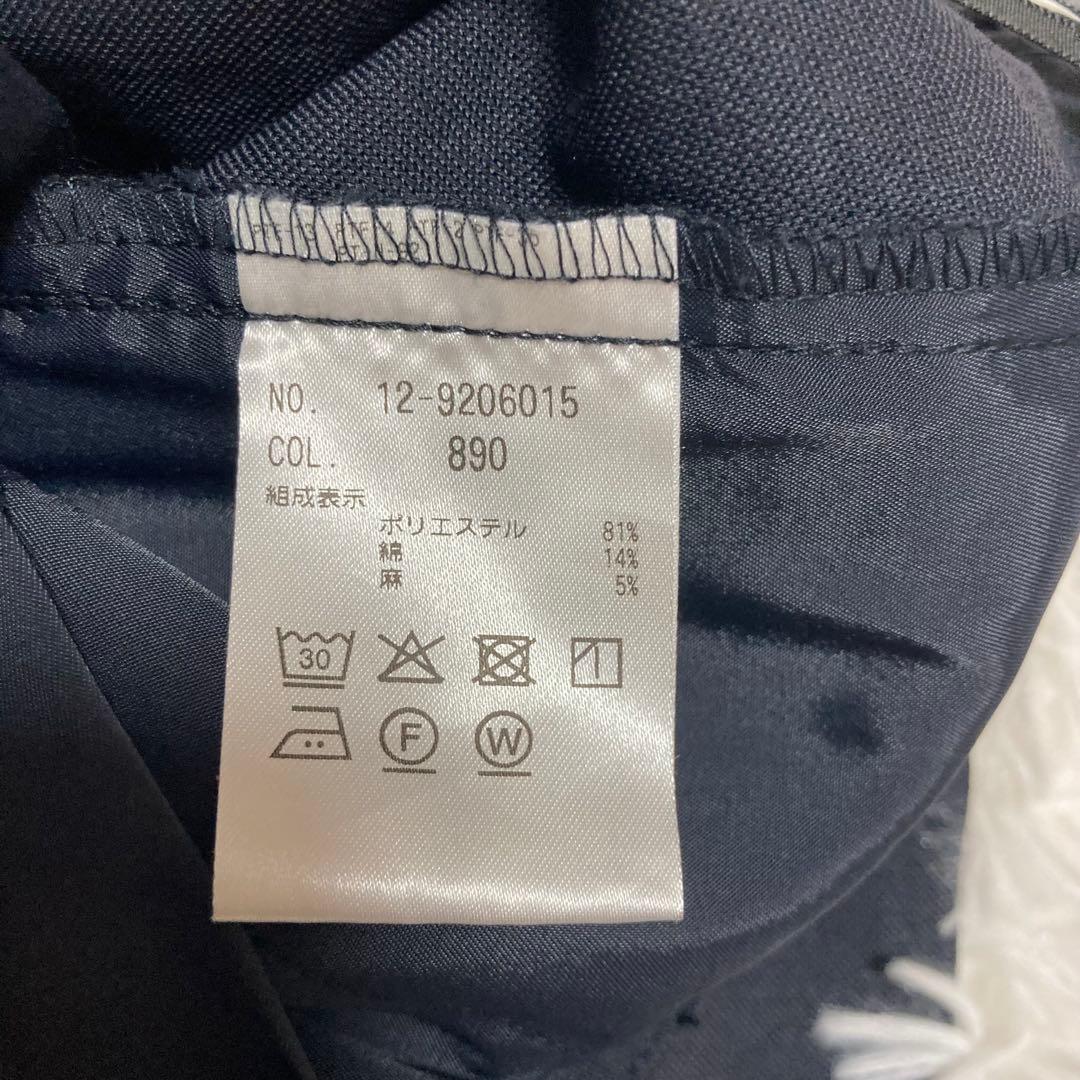 NO. 12-9206015
COL. 890
組成表示
ポリエステル 81%
綿 14%
麻 5%
30
F W